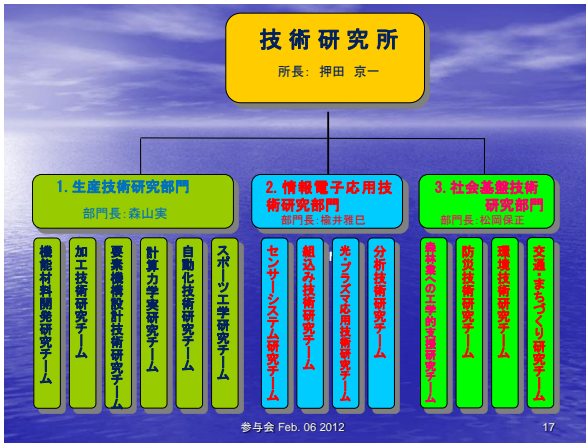 技術研究所
所長： 押田 京一
1. 生産技術研究部門
部門長：森山実
2. 情報電子応用技
術研究部門
部門長：楡井雅巳
3. 社会基盤技術
研究部門
部門長：松岡保正
機能材料開発研究チーム
加工技術研究チーム
要素機構設計技術研究チーム
計算力学実研究チーム
自動化技術研究チーム
スポーツ工学研究チーム
センサーシステム研究チーム
組込み技術研究チーム
光・プラズマ応用技術研究チーム
分析技術研究チーム
農林業への工学的支援研究チーム
防災技術研究チーム
環境技術研究チーム
交通・まちづくり研究チーム
参与会 Feb. 06 2012
17